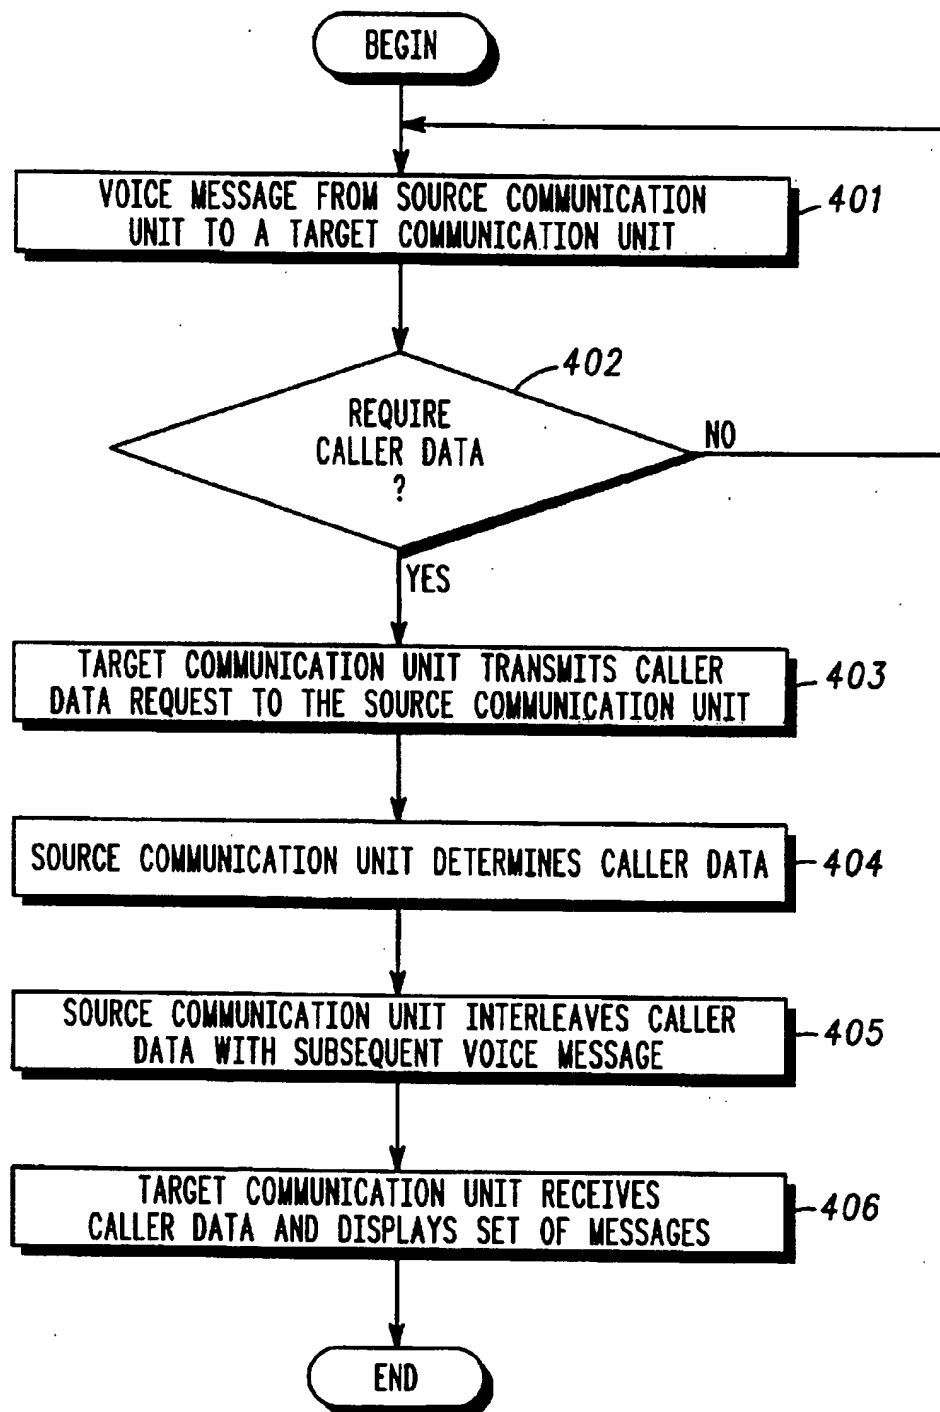 BEGIN
VOICE MESSAGE FROM SOURCE COMMUNICATION
UNIT TO A TARGET COMMUNICATION UNIT
401
402
REQUIRE
CALLER DATA
?
NO
YES
TARGET COMMUNICATION UNIT TRANSMITS CALLER
DATA REQUEST TO THE SOURCE COMMUNICATION UNIT
403
SOURCE COMMUNICATION UNIT DETERMINES CALLER DATA
404
SOURCE COMMUNICATION UNIT INTERLEAVES CALLER
DATA WITH SUBSEQUENT VOICE MESSAGE
405
TARGET COMMUNICATION UNIT RECEIVES
CALLER DATA AND DISPLAYS SET OF MESSAGES
406
END